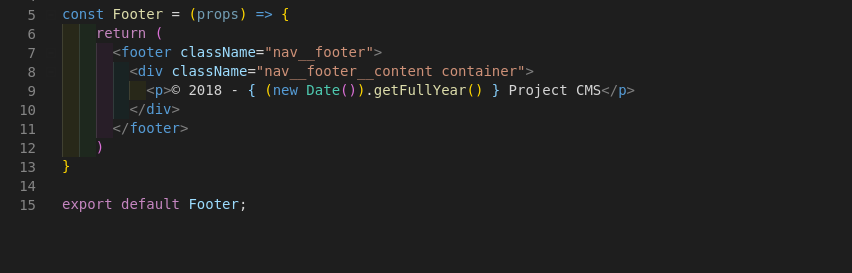 5 const Footer = (props) => {
6 return (
7 <footer className="nav__footer">
8 <div className="nav__footer__content container">
9 <p>© 2018 - { (new Date()).getFullYear() } Project CMS</p>
10 </div>
11 </footer>
12 )
13 }
14
15 export default Footer;